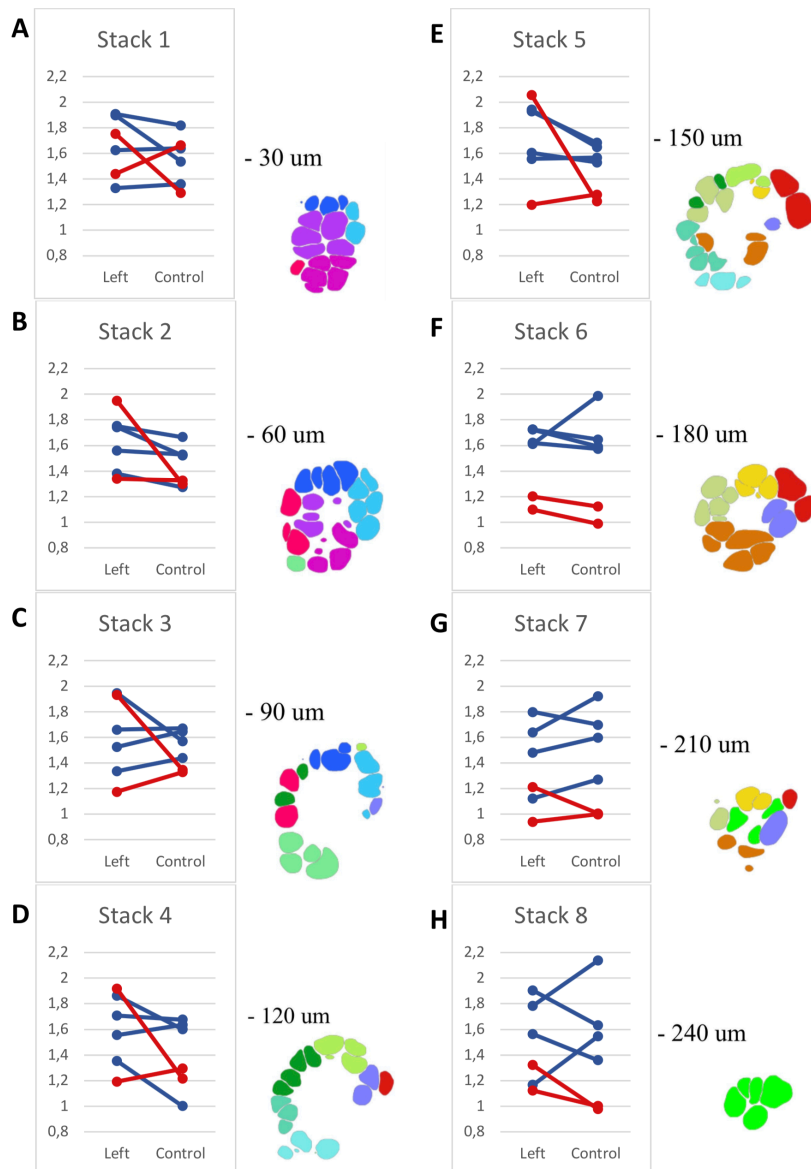 A
Stack 1
2,2
2
1,8
1,6
1,4
1,2
1
0,8
Left Control
- 30 um
B
Stack 2
2,2
2
1,8
1,6
1,4
1,2
1
0,8
Left Control
- 60 um
C
Stack 3
2,2
2
1,8
1,6
1,4
1,2
1
0,8
Left Control
- 90 um
D
Stack 4
2,2
2
1,8
1,6
1,4
1,2
1
0,8
Left Control
- 120 um
E
Stack 5
2,2
2
1,8
1,6
1,4
1,2
1
0,8
Left Control
- 150 um
F
Stack 6
2,2
2
1,8
1,6
1,4
1,2
1
0,8
Left Control
- 180 um
G
Stack 7
2,2
2
1,8
1,6
1,4
1,2
1
0,8
Left Control
- 210 um
H
Stack 8
2,2
2
1,8
1,6
1,4
1,2
1
0,8
Left Control
- 240 um